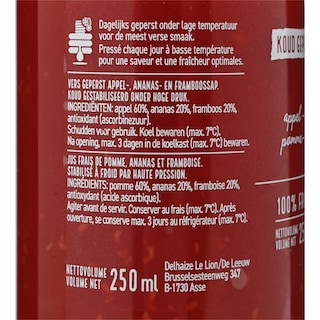 Dagelijks geperst onder lage temperatuur
voor de meest verse smaak.
Pressé chaque jour à basse température
pour une saveur et une fraîcheur optimales.
VERS GEPERST APPEL-, ANANAS- EN FRAMBOOSSAP.
KOUD GESTABILISEERD ONDER HOGE DRUK.
INGREDIËNTEN: appel 60%, ananas 20%, framboos 20%,
antioxidant (ascorbinezuur).
Schudden voor gebruik. Koel bewaren (max. 7°C).
Na opening, max. 3 dagen in de koelkast (max. 7°C) bewaren.
JUS FRAIS DE POMME, ANANAS ET FRAMBOISE.
STABILISÉ À FROID PAR HAUTE PRESSION.
INGRÉDIENTS: pomme 60%, ananas 20%, framboise 20%,
antioxydant (acide ascorbique).
Agiter avant de servir. Conserver au frais (max. 7°C).
Après ouverture, se conserve
max. 3 jours au réfrigérateur (max. 7°C).
NETTOVOLUME
VOLUME NET
250 ml
Delhaize Le Lion/De Leeuw
Brusselsesteenweg 347
B-1730 Asse
KOUD
appel
100%
NETTOVOLUME
VOLUME NET